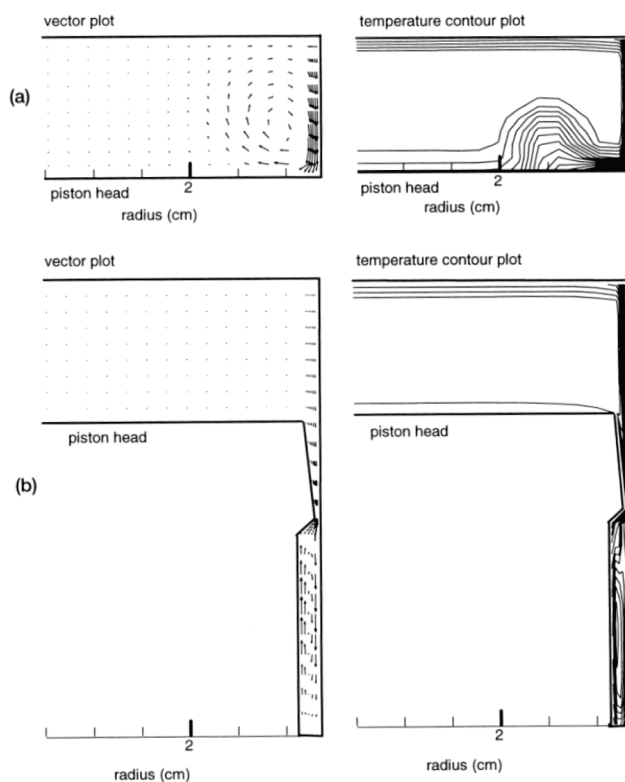 vector plot
temperature contour plot
(a)
2
2
piston head
piston head
radius (cm)
radius (cm)
vector plot
temperature contour plot
piston head
piston head
(b)
2
2
radius (cm)
radius (cm)